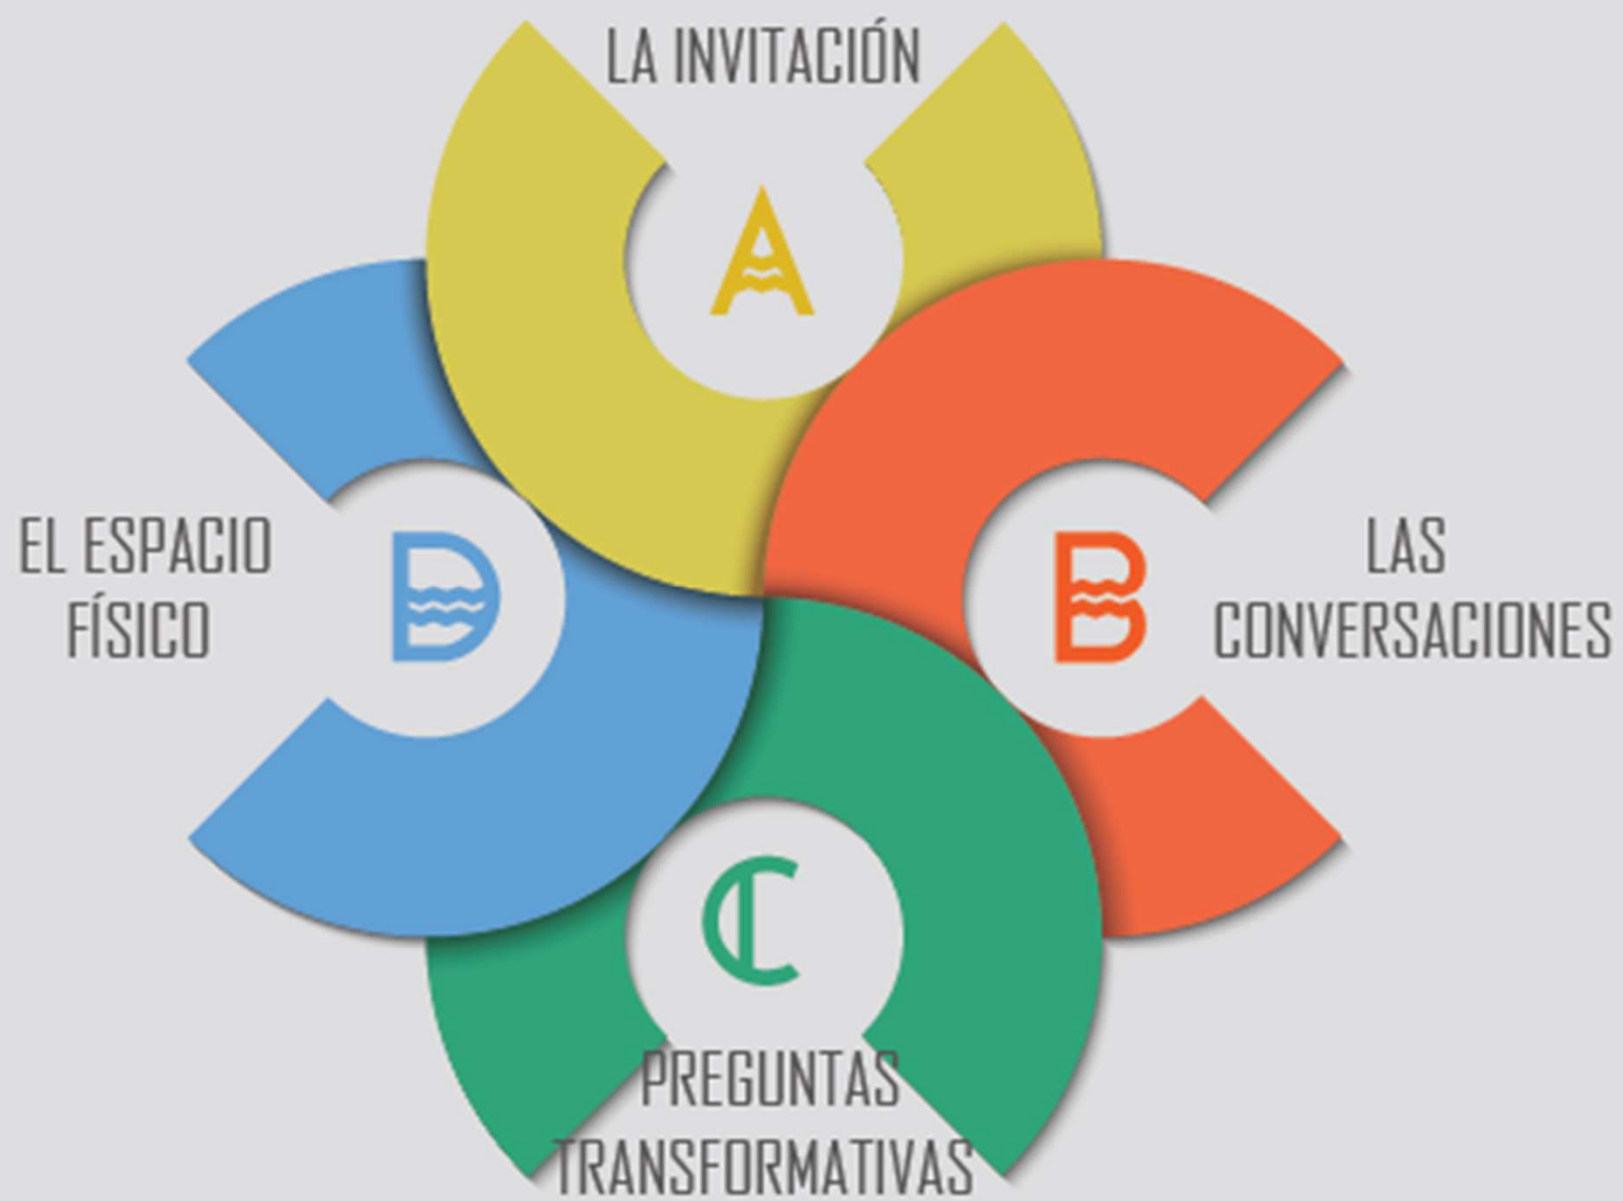 LA INVITACIÓN
A
EL ESPACIO
FÍSICO
D
B
LAS
CONVERSACIONES
C
PREGUNTAS
TRANSFORMATIVAS